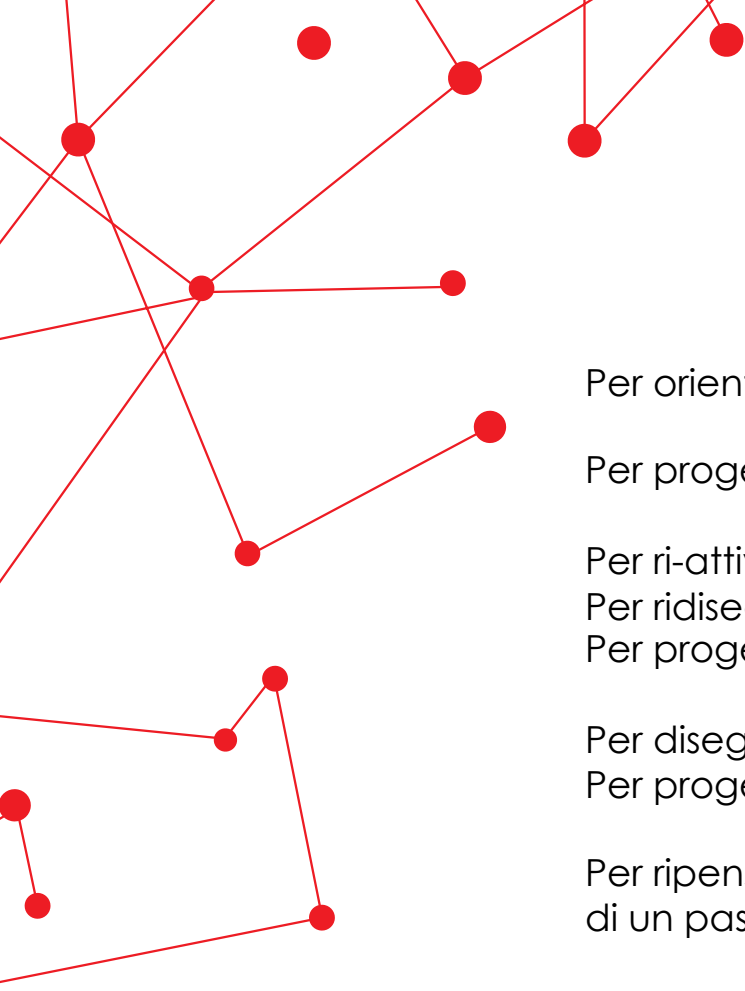 Per orien
Per proge
Per ri-atti
Per ridise
Per proge
Per diseg
Per proge
Per ripen
di un pas